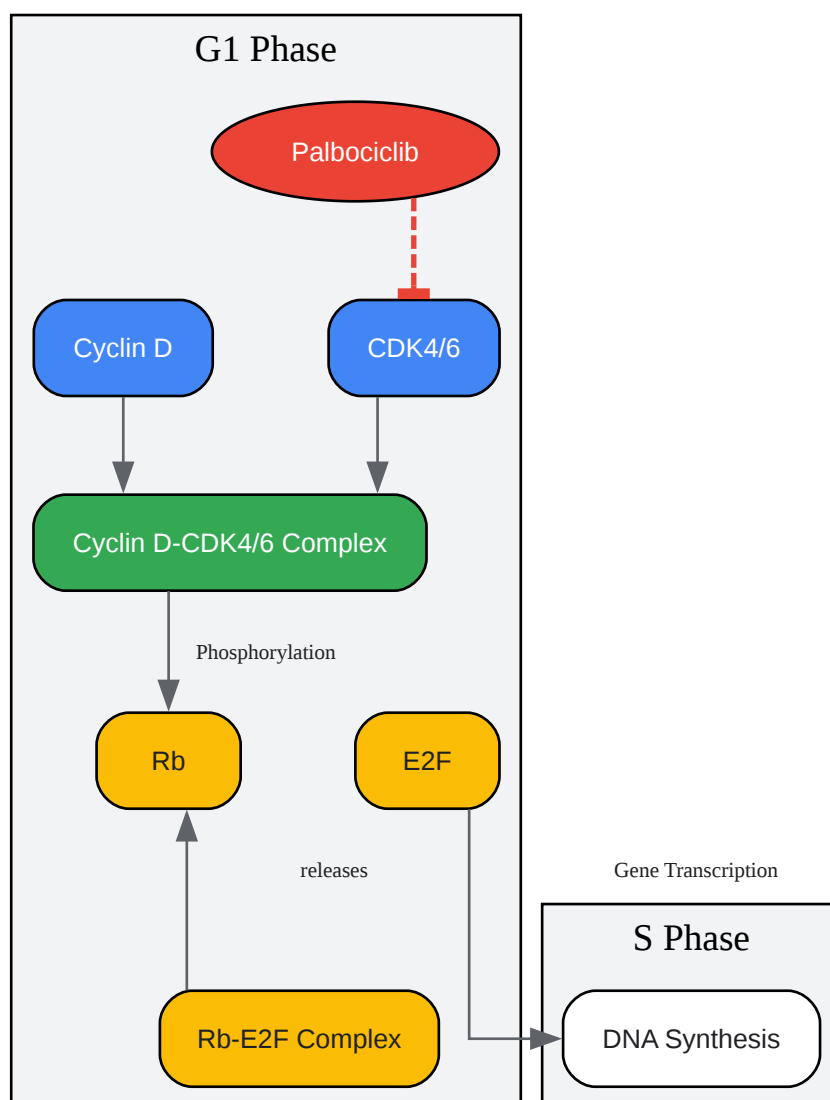 G1 Phase
Palbociclib
Cyclin D
CDK4/6
Cyclin D-CDK4/6 Complex
Phosphorylation
Rb
E2F
releases
Gene Transcription
S Phase
Rb-E2F Complex
DNA Synthesis